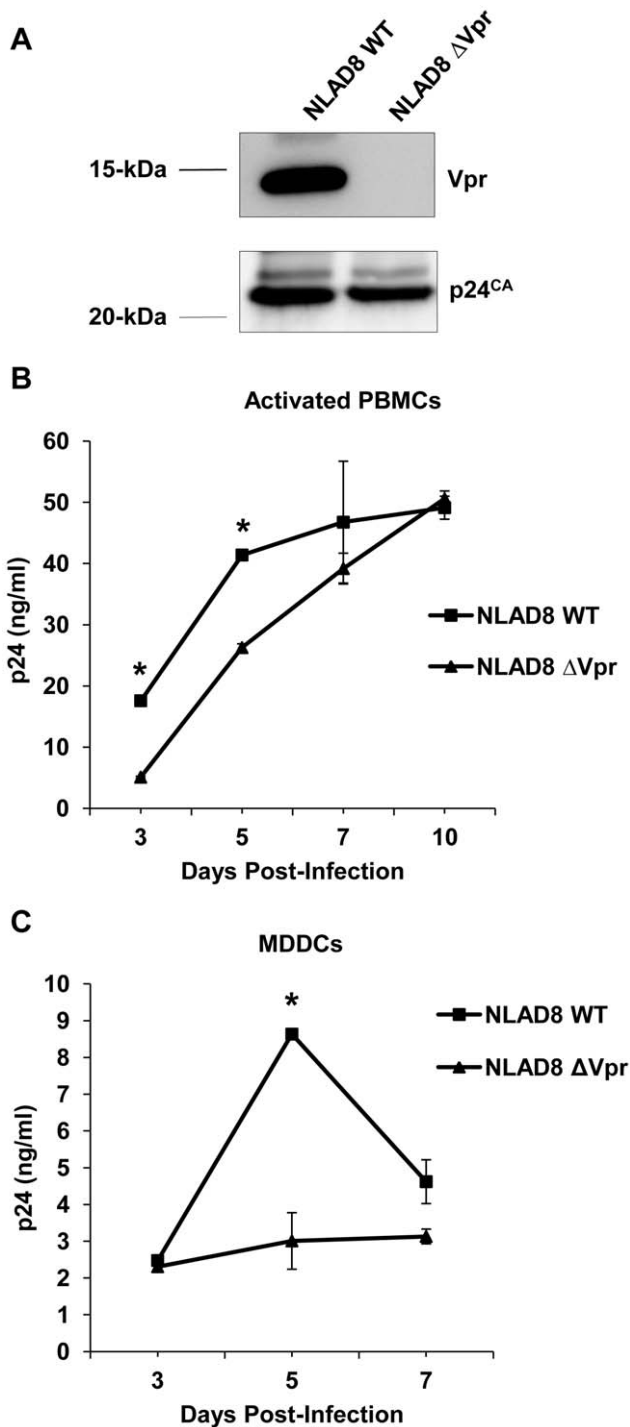 A
NLAD8 WT
NLAD8 ΔVpr
15-kDa
Vpr
p24CA
20-kDa
B
Activated PBMCs
60
50
40
30
20
10
0
p24 (ng/ml)
*
*
NLAD8 WT
NLAD8 ΔVpr
3 5 7 10
Days Post-Infection
C
MDDCs
10
9
8
7
6
5
4
3
2
1
0
p24 (ng/ml)
*
NLAD8 WT
NLAD8 ΔVpr
3 5 7
Days Post-Infection